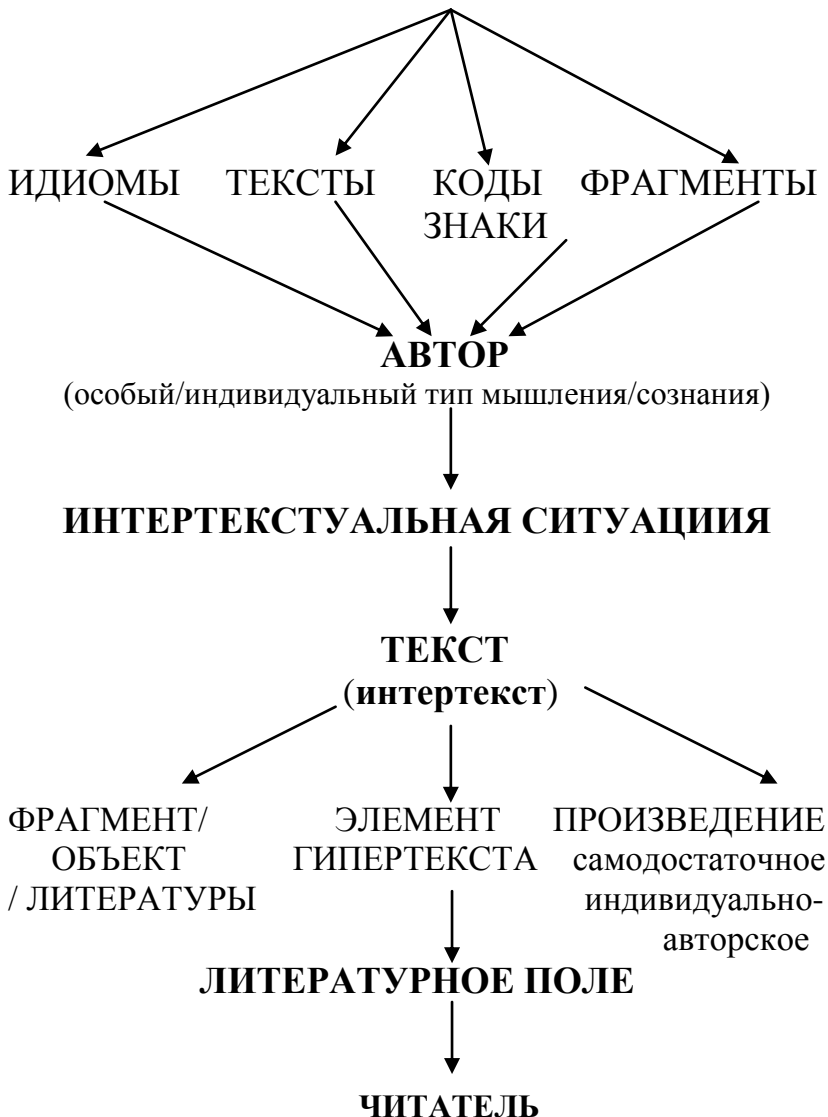 ИДИОМЫ ТЕКСТЫ КОДЫ ФРАГМЕНТЫ
ЗНАКИ
АВТОР
(особый/индивидуальный тип мышления/сознания)
ИНТЕРТЕКСТУАЛЬНАЯ СИТУАЦИИЯ
ТЕКСТ
(интертекст)
ФРАГМЕНТ/ ЭЛЕМЕНТ ПРОИЗВЕДЕНИЕ
ОБЪЕКТ ГИПЕРТЕКСТА самодостаточное
/ ЛИТЕРАТУРЫ индивидуально-
авторское
ЛИТЕРАТУРНОЕ ПОЛЕ
ЧИТАТЕЛЬ